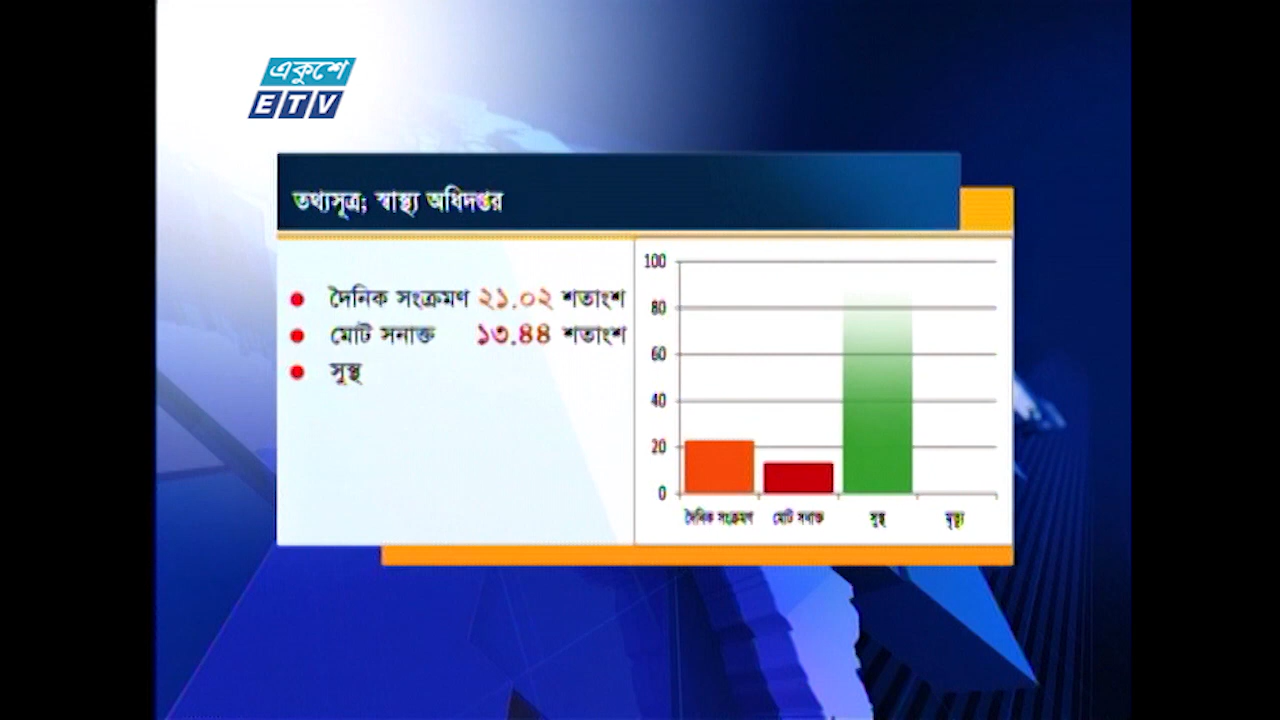 একুশে
ETV
তথ্যসূত্র; স্বাস্থ্য অধিদপ্তর
দৈনিক সংক্রমণ ২১.০২ শতাংশ
মোট সনাক্ত ১৩.৪৪ শতাংশ
সুস্থ
100
80
60
40
20
0
দৈনিক সংক্রমণ মোট সনাক্ত সুস্থ মৃত্যু